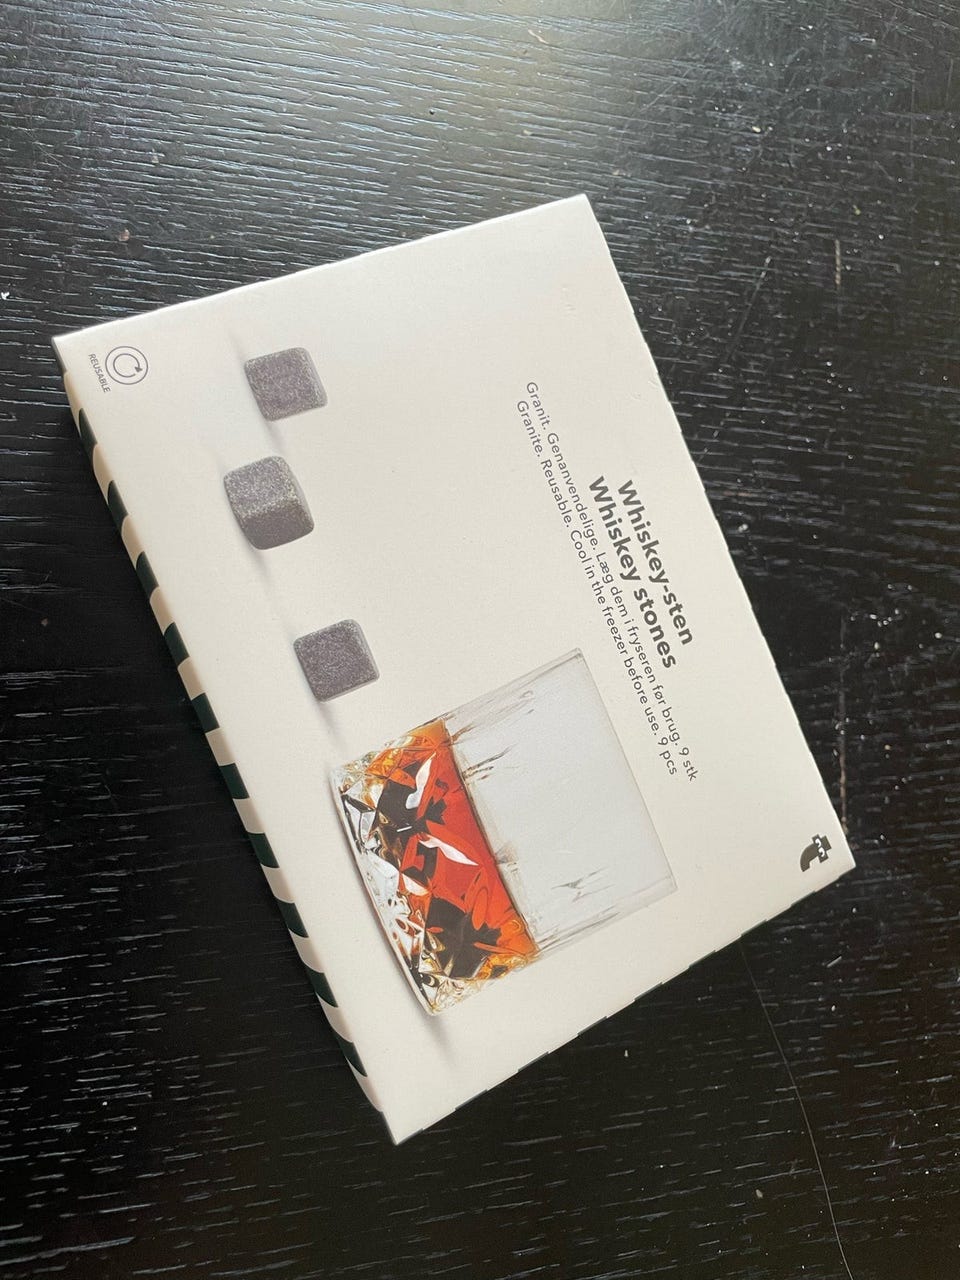 Whiskey-sten
Whiskey stones
Granit. Genanvendelige. Læg dem i fryseren før brug. 9 stk
Granite. Reusable. Cool in the freezer before use. 9 pcs
REUSABLE